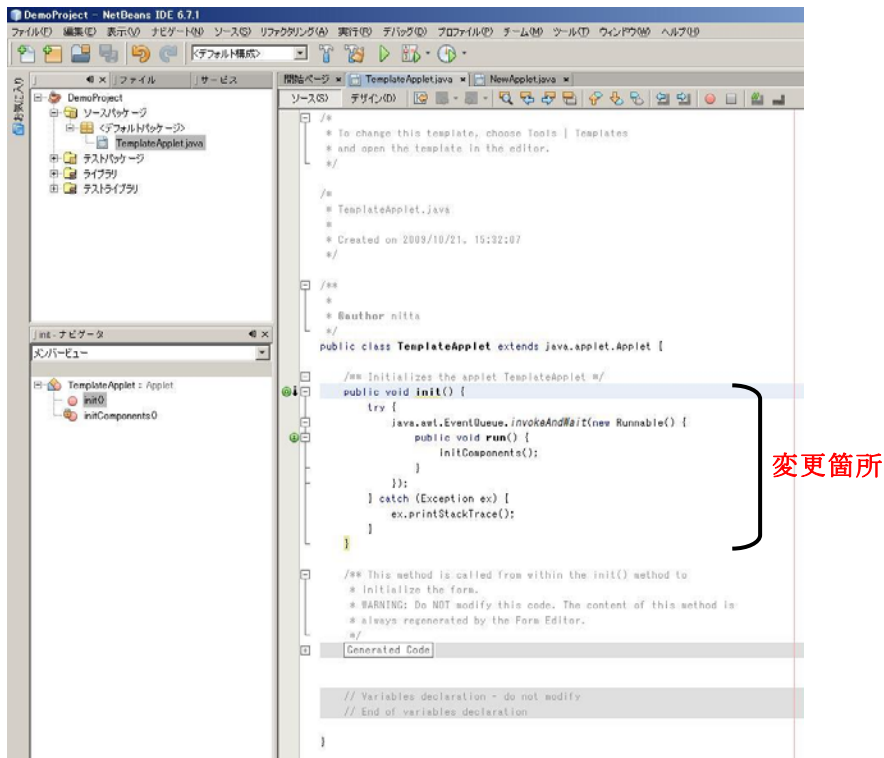 DemoProject - NetBeans IDE 6.7.1
ファイル(F) 編集(E) 表示(V) ナビゲート(N) ソース(S) リファクタリング(A) 実行(R) デバッグ(D) プロファイル(P) チーム(M) ツール(T) ウィンドウ(W) ヘルプ(H)
<デフォルト構成>
お気に入り
ファイル サービス
DemoProject
ソースパッケージ
<デフォルトパッケージ>
TemplateApplet.java
テストパッケージ
ライブラリ
テストライブラリ
init - ナビゲータ
メンバービュー
TemplateApplet :: Applet
init()
initComponents()
開始ページ TemplateApplet.java NewApplet.java
ソース(S) デザイン(D)
/*
* To change this template, choose Tools | Templates
* and open the template in the editor.
*/
/*
* TemplateApplet.java
*
* Created on 2009/10/21, 15:32:07
*/
/**
*
* @author nitta
*/
public class TemplateApplet extends java.applet.Applet {
/** Initializes the applet TemplateApplet */
public void init() {
try {
java.awt.EventQueue.invokeAndWait(new Runnable() {
public void run() {
initComponents();
}
});
} catch (Exception ex) {
ex.printStackTrace();
}
}
変更箇所
/** This method is called from within the init() method to
* initialize the form.
* WARNING: Do NOT modify this code. The content of this method is
* always regenerated by the Form Editor.
*/
Generated Code
// Variables declaration - do not modify
// End of variables declaration
}